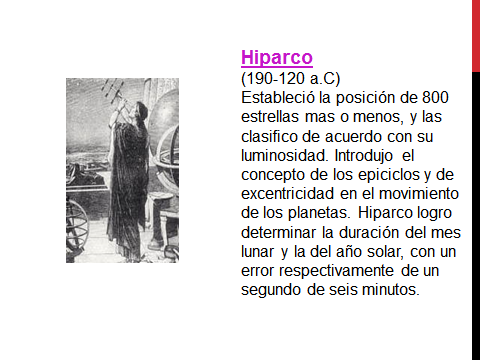 Hiparco
(190-120 a.C)
Estableció la posición de 800
estrellas mas o menos, y las
clasifico de acuerdo con su
luminosidad. Introdujo el
concepto de los epiciclos y de
excentricidad en el movimiento
de los planetas. Hiparco logro
determinar la duración del mes
lunar y la del año solar, con un
error respectivamente de un
segundo de seis minutos.